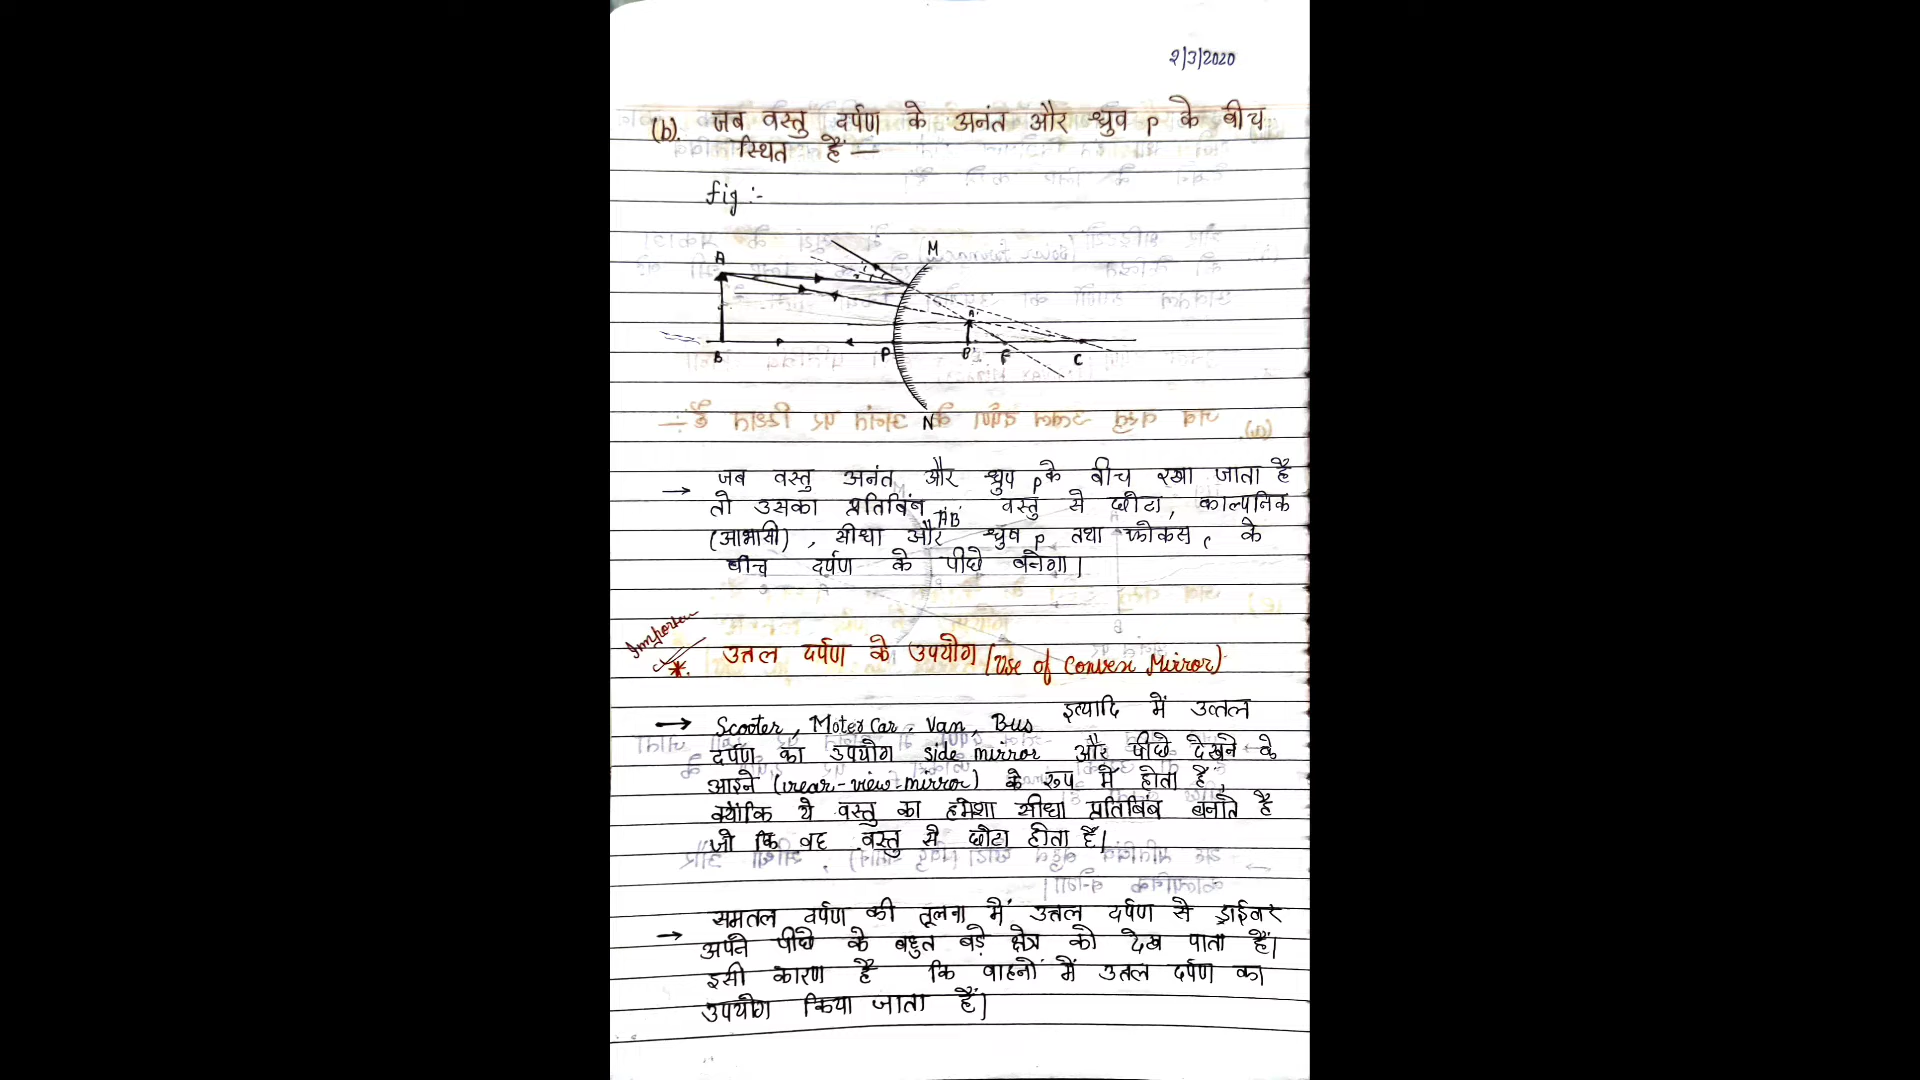 2/3/2020
(b). जब वस्तु दर्पण के अनंत और ध्रुव P के बीच
स्थित हैं —
fig :-
M
A
A'
B
P
B'
F
C
N
→ जब वस्तु अनंत और ध्रुव P के बीच रखा जाता है
तो उसका प्रतिबिंब A'B' वस्तु से छोटा, काल्पनिक
(आभासी), सीधा और ध्रुव P तथा फोकस के
बीच दर्पण के पीछे बनेगा।
*. उत्तल दर्पण के उपयोग (Use of Convex Mirror)
→ Scooter, Moter Car, Van, Bus इत्यादि में उत्तल
दर्पण का उपयोग side mirror और पीछे देखने के
आइने (rear-view-mirror) के रूप में होता है,
क्योंकि ये वस्तु का हमेशा सीधा प्रतिबिंब बनाते है
जो कि वह वस्तु से छोटा होता है।
→ समतल दर्पण की तूलना में उत्तल दर्पण से ड्राईवर
अपने पीछे के बहुत बड़े क्षेत्र को देख पाता हैं।
इसी कारण है कि वाहनों में उत्तल दर्पण का
उपयोग किया जाता हैं।